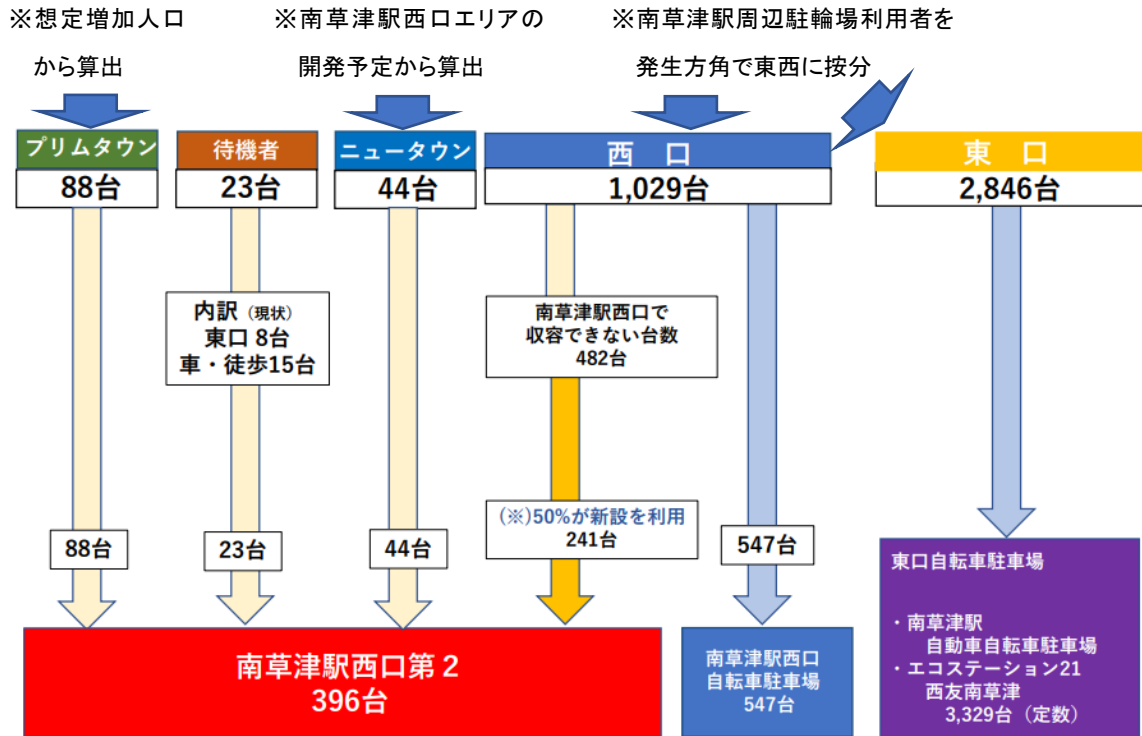 ※想定増加人口
から算出
※南草津駅西口エリアの
開発予定から算出
※南草津駅周辺駐輪場利用者を
発生方角で東西に按分
プリムタウン
88台
待機者
23台
ニュータウン
44台
西 口
1,029台
東 口
2,846台
内訳（現状）
東口 8台
車・徒歩15台
南草津駅西口で
収容できない台数
482台
88台
23台
44台
(※)50%が新設を利用
241台
547台
南草津駅西口第２
396台
南草津駅西口
自転車駐車場
547台
東口自転車駐車場
・南草津駅
自動車自転車駐車場
・エコステーション21
西友南草津
3,329台（定数）